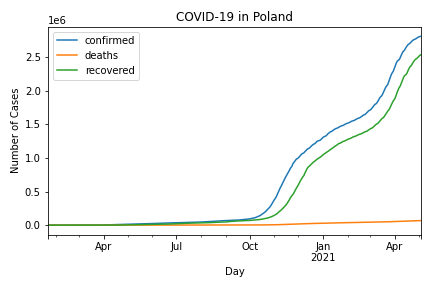 COVID-19 in Poland
1e6
confirmed
deaths
recovered
Number of Cases
2.5
2.0
1.5
1.0
0.5
0.0
Apr Jul Oct Jan Apr
2021
Day